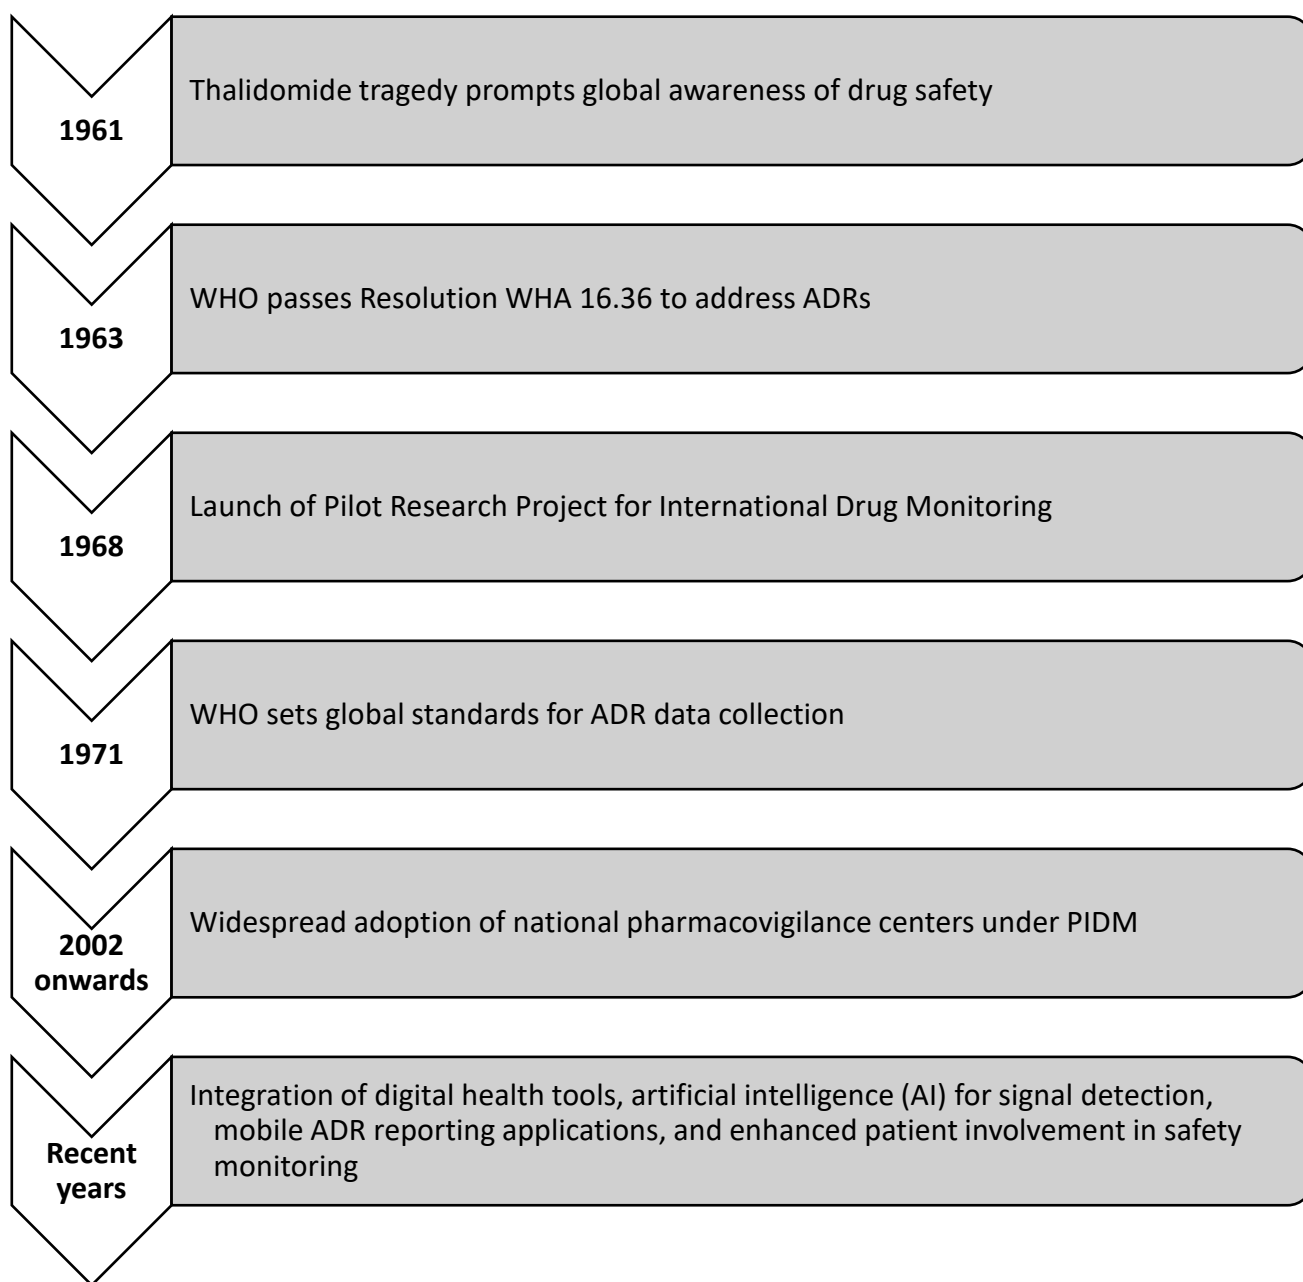 1961
Thalidomide tragedy prompts global awareness of drug safety
1963
WHO passes Resolution WHA 16.36 to address ADRs
1968
Launch of Pilot Research Project for International Drug Monitoring
1971
WHO sets global standards for ADR data collection
2002
onwards
Widespread adoption of national pharmacovigilance centers under PIDM
Recent
years
Integration of digital health tools, artificial intelligence (AI) for signal detection,
mobile ADR reporting applications, and enhanced patient involvement in safety
monitoring